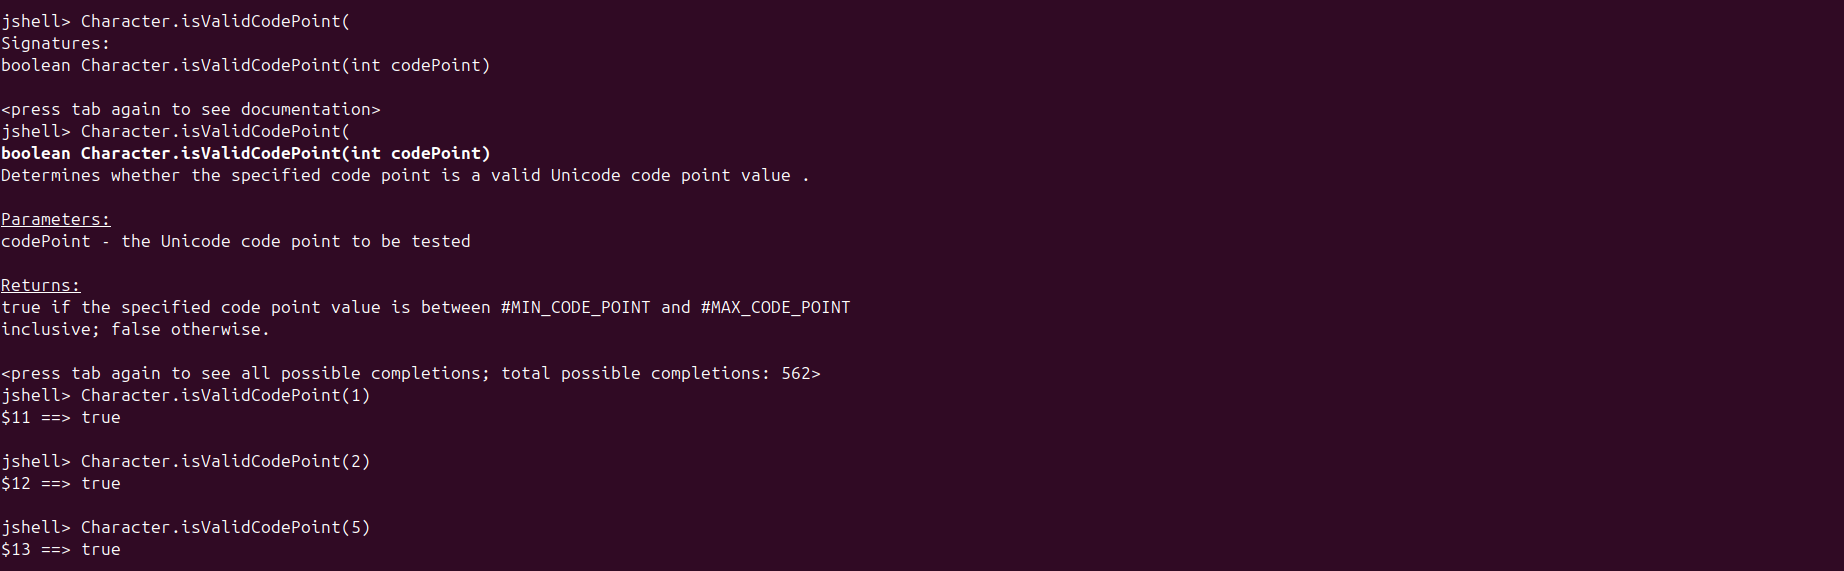 jshell> Character.isValidCodePoint(
Signatures:
boolean Character.isValidCodePoint(int codePoint)
<press tab again to see documentation>
jshell> Character.isValidCodePoint(
boolean Character.isValidCodePoint(int codePoint)
Determines whether the specified code point is a valid Unicode code point value .
Parameters:
codePoint - the Unicode code point to be tested
Returns:
true if the specified code point value is between #MIN_CODE_POINT and #MAX_CODE_POINT
inclusive; false otherwise.
<press tab again to see all possible completions; total possible completions: 562>
jshell> Character.isValidCodePoint(1)
$11 ==> true
jshell> Character.isValidCodePoint(2)
$12 ==> true
jshell> Character.isValidCodePoint(5)
$13 ==> true